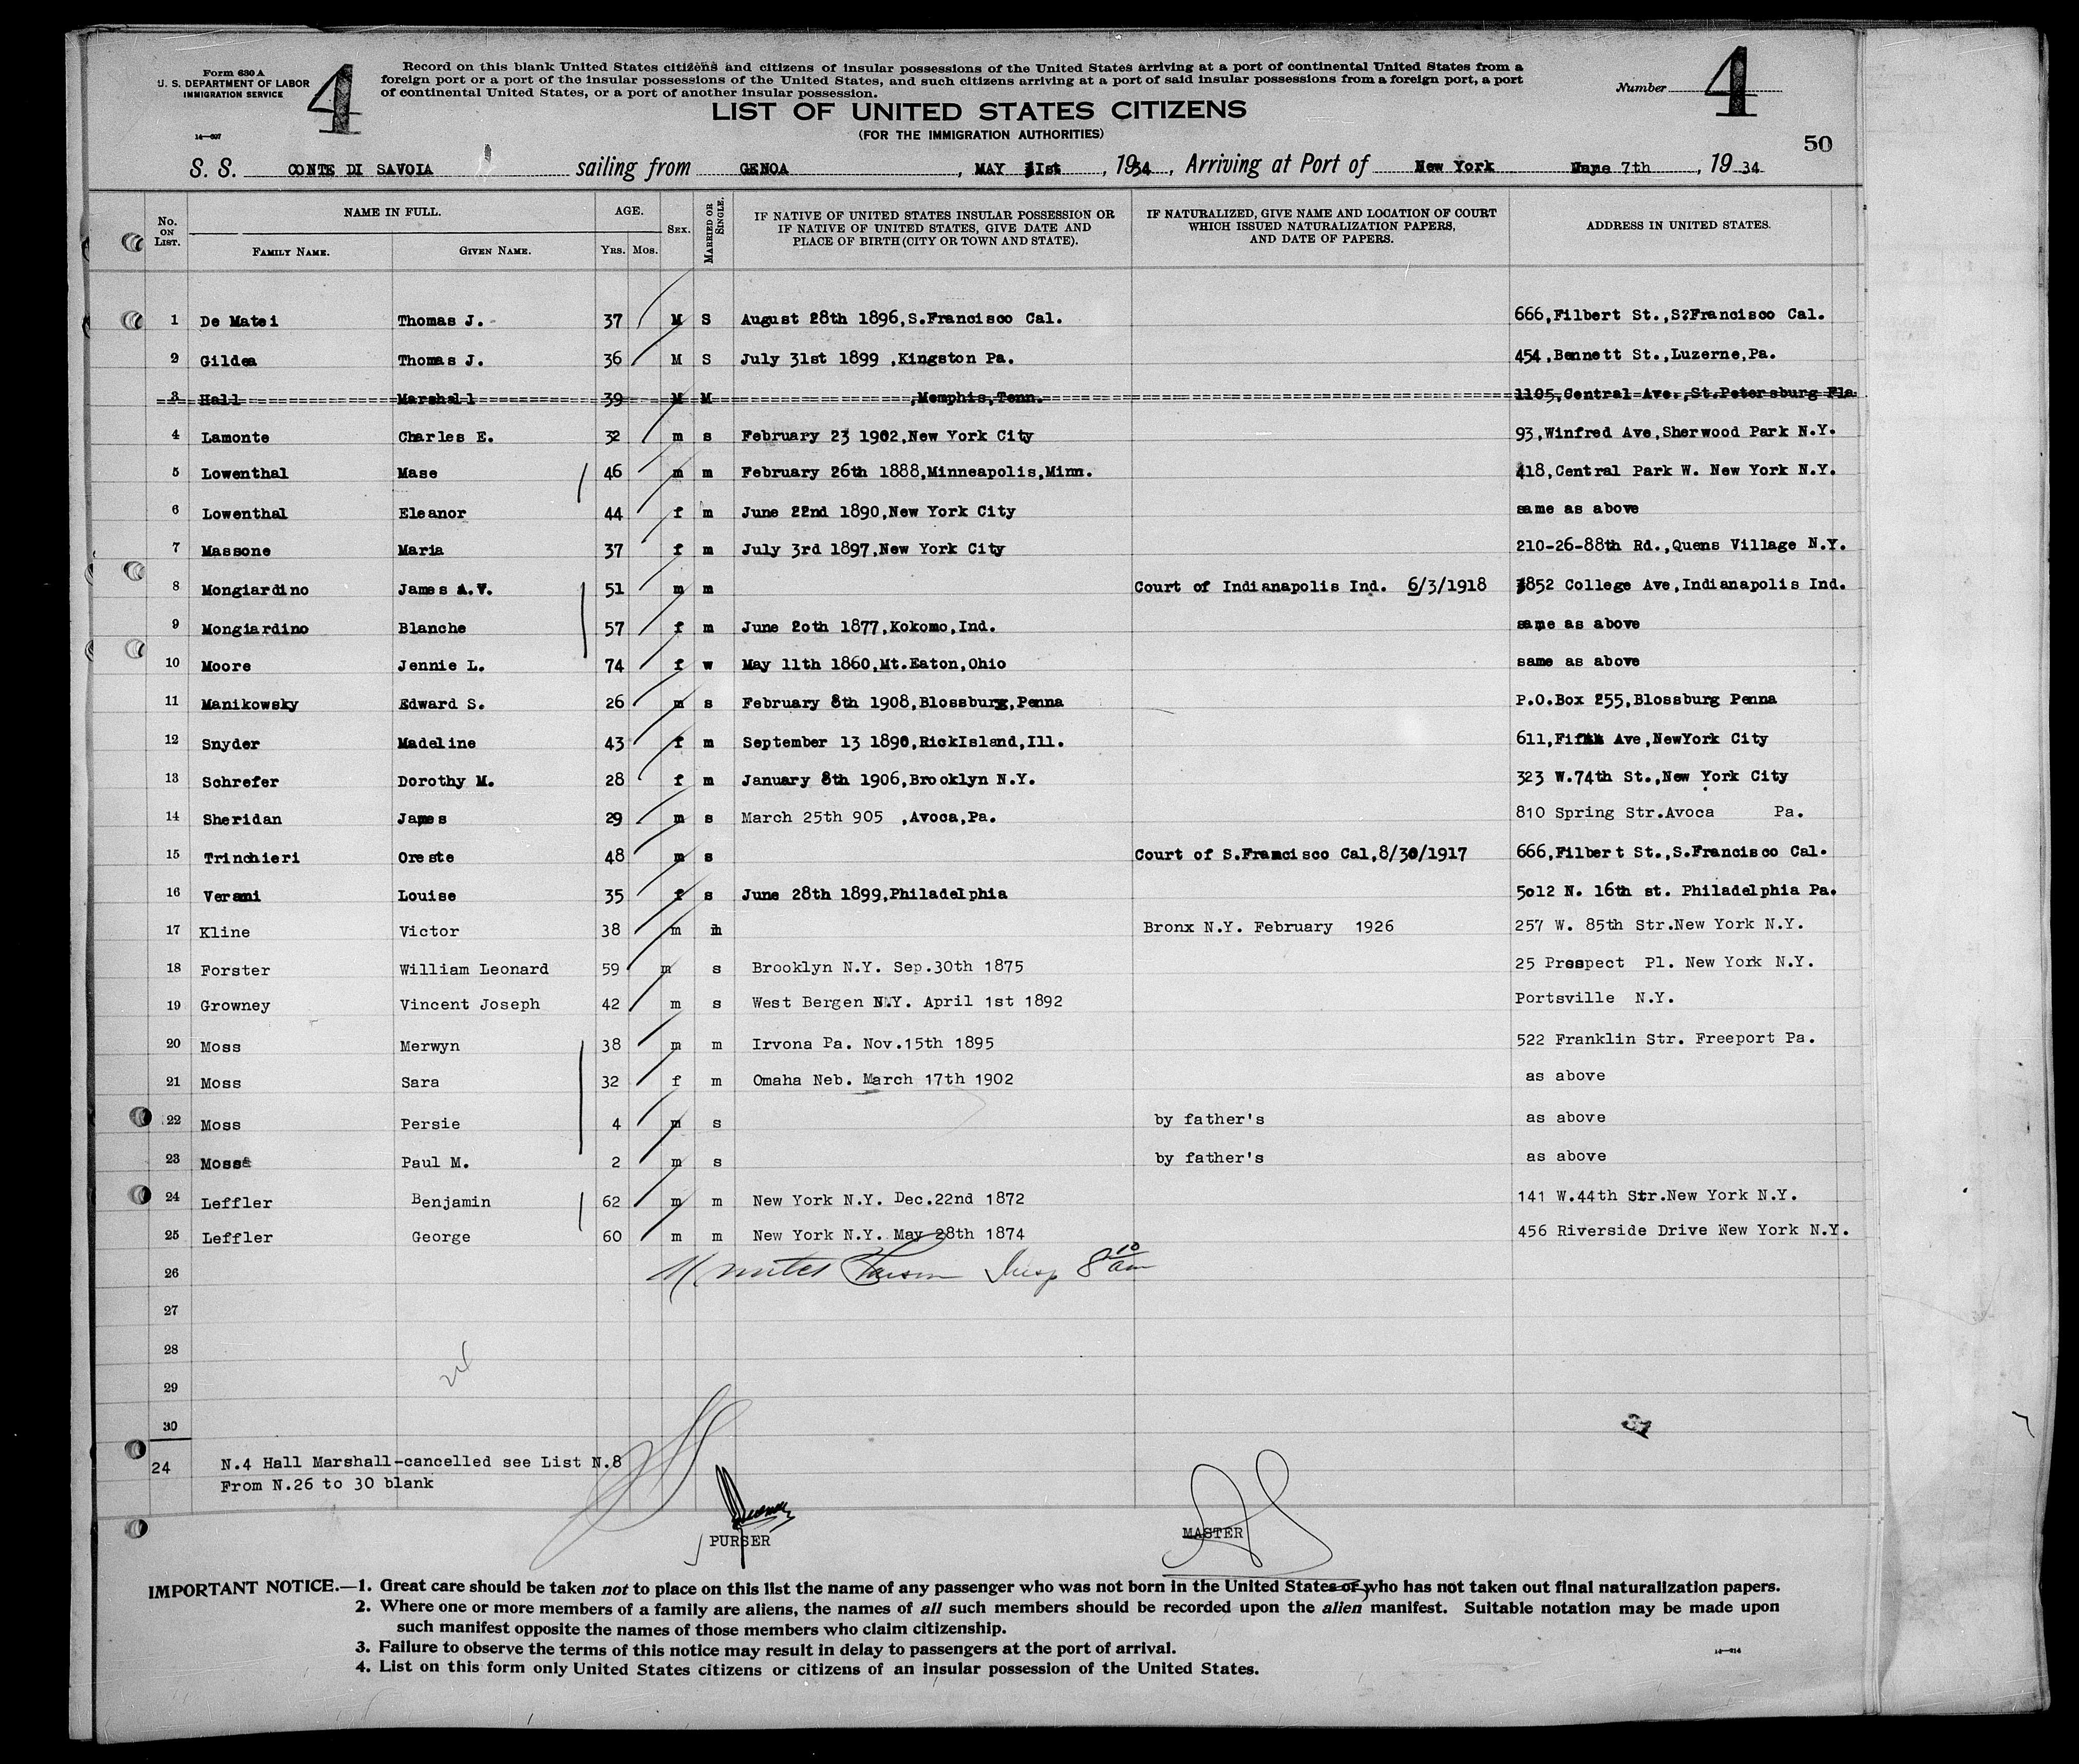 Form 630 A
U. S. DEPARTMENT OF LABOR
IMMIGRATION SERVICE
14—607
4
Record on this blank United States citizens and citizens of insular possessions of the United States arriving at a port of continental United States from a
foreign port or a port of the insular possessions of the United States, and such citizens arriving at a port of said insular possessions from a foreign port, a port
of continental United States, or a port of another insular possession.
Number 4
LIST OF UNITED STATES CITIZENS
(FOR THE IMMIGRATION AUTHORITIES)
50
S. S. CONTE DI SAVOIA sailing from GENOA, MAY 31st, 1934, Arriving at Port of New York June 7th, 1934
No. ON LIST. NAME IN FULL. FAMILY NAME. GIVEN NAME. AGE. YRS. MOS. SEX. MARRIED OR SINGLE. IF NATIVE OF UNITED STATES INSULAR POSSESSION OR IF NATIVE OF UNITED STATES, GIVE DATE AND PLACE OF BIRTH (CITY OR TOWN AND STATE). IF NATURALIZED, GIVE NAME AND LOCATION OF COURT WHICH ISSUED NATURALIZATION PAPERS, AND DATE OF PAPERS. ADDRESS IN UNITED STATES.
1 De Matei Thomas J. 37 M S August 28th 1896,S.Francisco Cal. 666,Filbert St.,S?Francisco Cal.
2 Gildea Thomas J. 36 M S July 31st 1899 ,Kingston Pa. 454,Bennett St.,Luzerne,Pa.
3 Hall Marshall 39 M M ,Memphis,Tenn. 1105,Central Ave.,St.Petersburg Fla
4 Lamonte Charles E. 32 m s February 23 1902,New York City 93,Winfred Ave,Sherwood Park N.Y.
5 Lowenthal Mase 46 m m February 26th 1888,Minneapolis,Minn. 418,Central Park W. New York N.Y.
6 Lowenthal Eleanor 44 f m June 22nd 1890,New York City same as above
7 Massone Maria 37 f m July 3rd 1897,New York City 210-26-88th Rd.,Quens Village N.Y.
8 Mongiardino James A.V. 51 m m Court of Indianapolis Ind. 6/3/1918 3852 College Ave,Indianapolis Ind.
9 Mongiardino Blanche 57 f m June 2oth 1877,Kokomo,Ind. same as above
10 Moore Jennie L. 74 f w May 11th 1860,Mt.Eaton,Ohio same as above
11 Manikowsky Edward S. 26 m s February 8th 1908,Blossburg,Penna P.O.Box 255,Blossburg Penna
12 Snyder Madeline 43 f m September 13 1890,RickIsland,Ill. 611,Fifth Ave,NewYork City
13 Schrefer Dorothy M. 28 f m January 8th 1906,Brooklyn N.Y. 323 W.74th St.,New York City
14 Sheridan James 29 m s March 25th 905 ,Avoca,Pa. 810 Spring Str.Avoca Pa.
15 Trinchieri Oreste 48 m s Court of S.Francisco Cal,8/30/1917 666,Filbert St.,S.Francisco Cal.
16 Verani Louise 35 f s June 28th 1899,Philadelphia 5o12 N. 16th st. Philadelphia Pa.
17 Kline Victor 38 m m Bronx N.Y. February 1926 257 W. 85th Str.New York N.Y.
18 Forster William Leonard 59 m s Brooklyn N.Y. Sep.30th 1875 25 Prospect Pl. New York N.Y.
19 Growney Vincent Joseph 42 m s West Bergen N.Y. April 1st 1892 Portsville N.Y.
20 Moss Merwyn 38 m m Irvona Pa. Nov.15th 1895 522 Franklin Str. Freeport Pa.
21 Moss Sara 32 f m Omaha Neb. March 17th 1902 as above
22 Moss Persie 4 m s by father's as above
23 Moss Paul M. 2 m s by father's as above
24 Leffler Benjamin 62 m m New York N.Y. Dec.22nd 1872 141 W.44th Str.New York N.Y.
25 Leffler George 60 m m New York N.Y. May 28th 1874 456 Riverside Drive New York N.Y.
26 Insp 8 10 am
27
28
29
30
31
24 N.4 Hall Marshall-cancelled see List N.8
From N.26 to 30 blank
PURSER MASTER
IMPORTANT NOTICE.—1. Great care should be taken not to place on this list the name of any passenger who was not born in the United States or who has not taken out final naturalization papers.
2. Where one or more members of a family are aliens, the names of all such members should be recorded upon the alien manifest. Suitable notation may be made upon
such manifest opposite the names of those members who claim citizenship.
3. Failure to observe the terms of this notice may result in delay to passengers at the port of arrival.
4. List on this form only United States citizens or citizens of an insular possession of the United States.
14—614